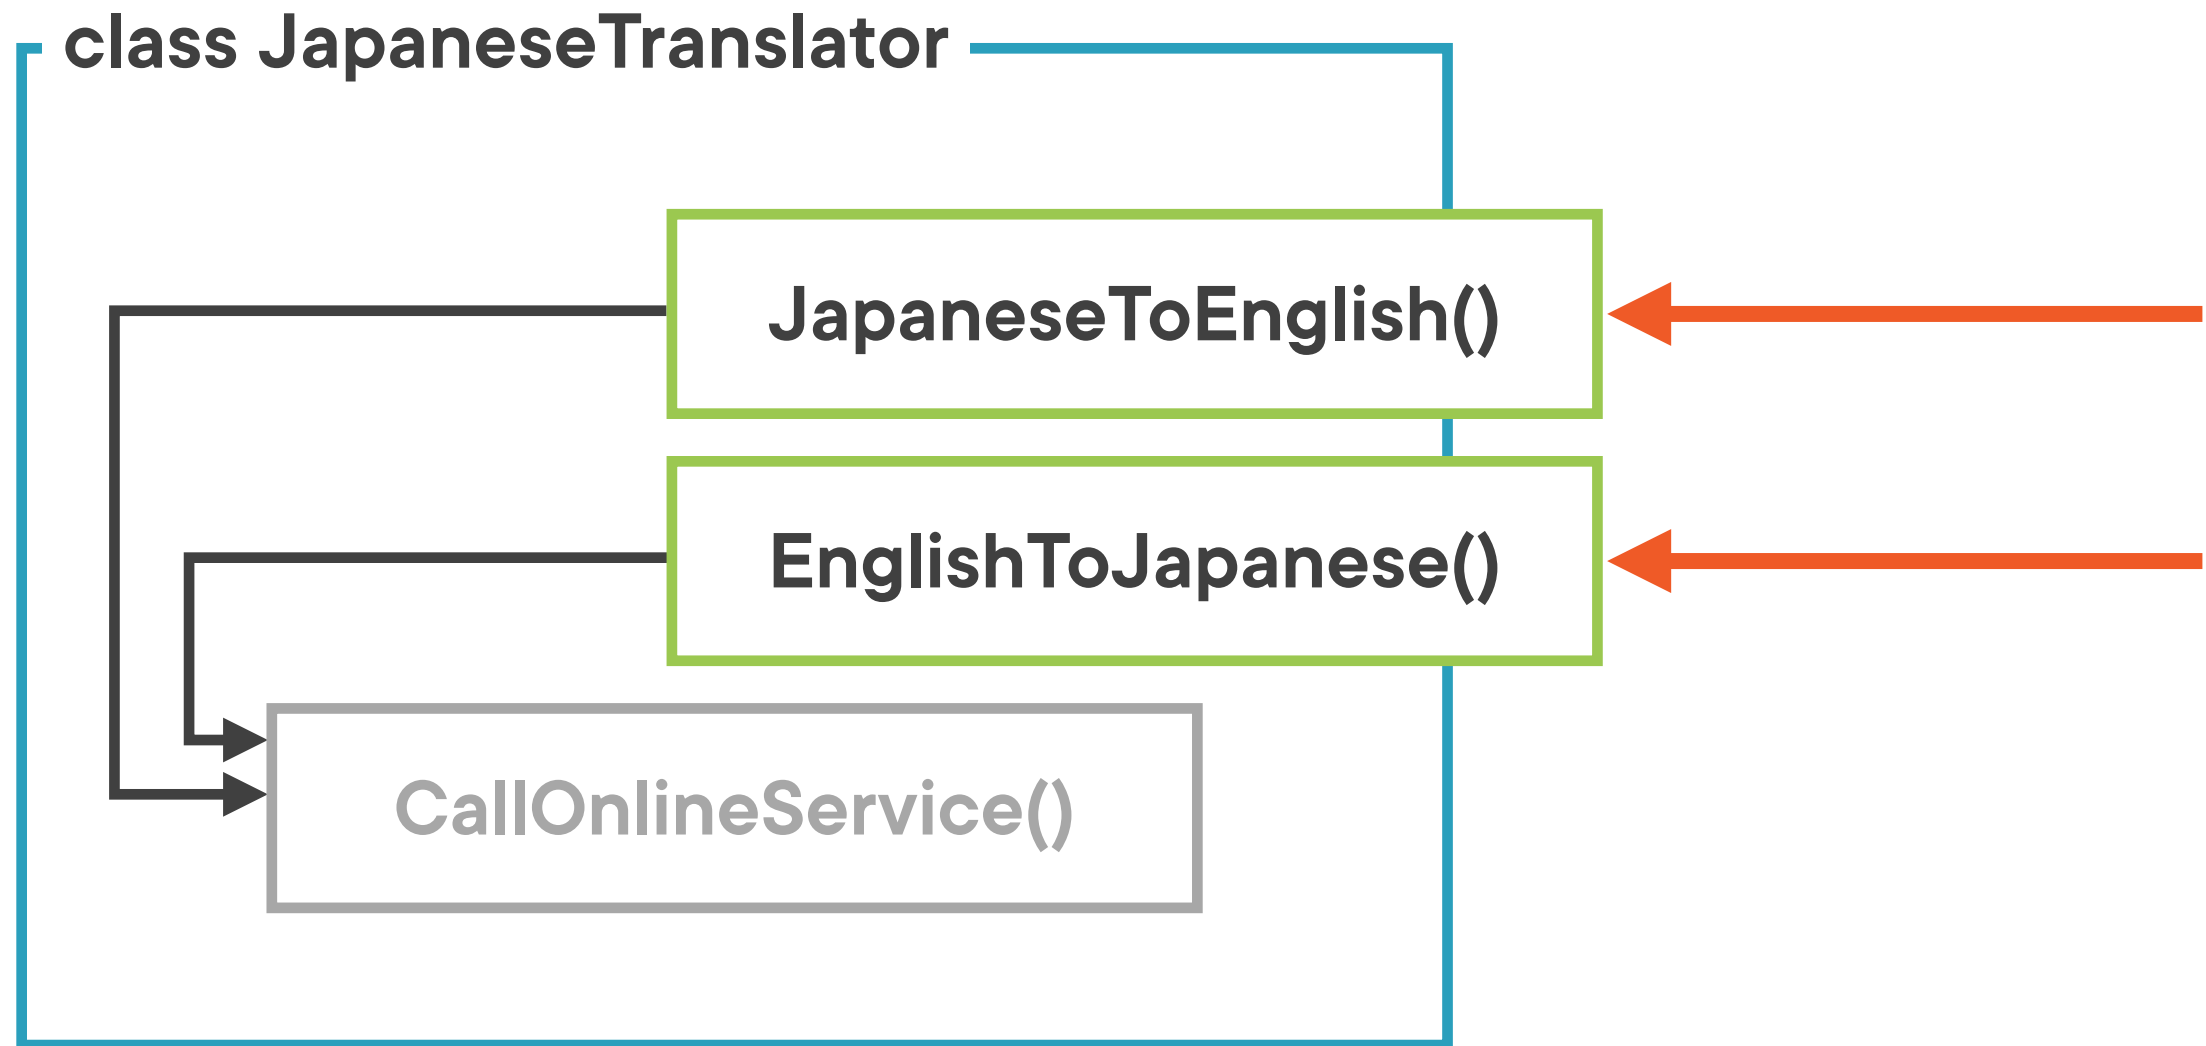 class JapaneseTranslator
JapaneseToEnglish()
EnglishToJapanese()
CallOnlineService()